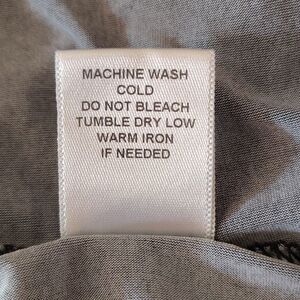 MACHINE WASH
COLD
DO NOT BLEACH
TUMBLE DRY LOW
WARM IRON
IF NEEDED